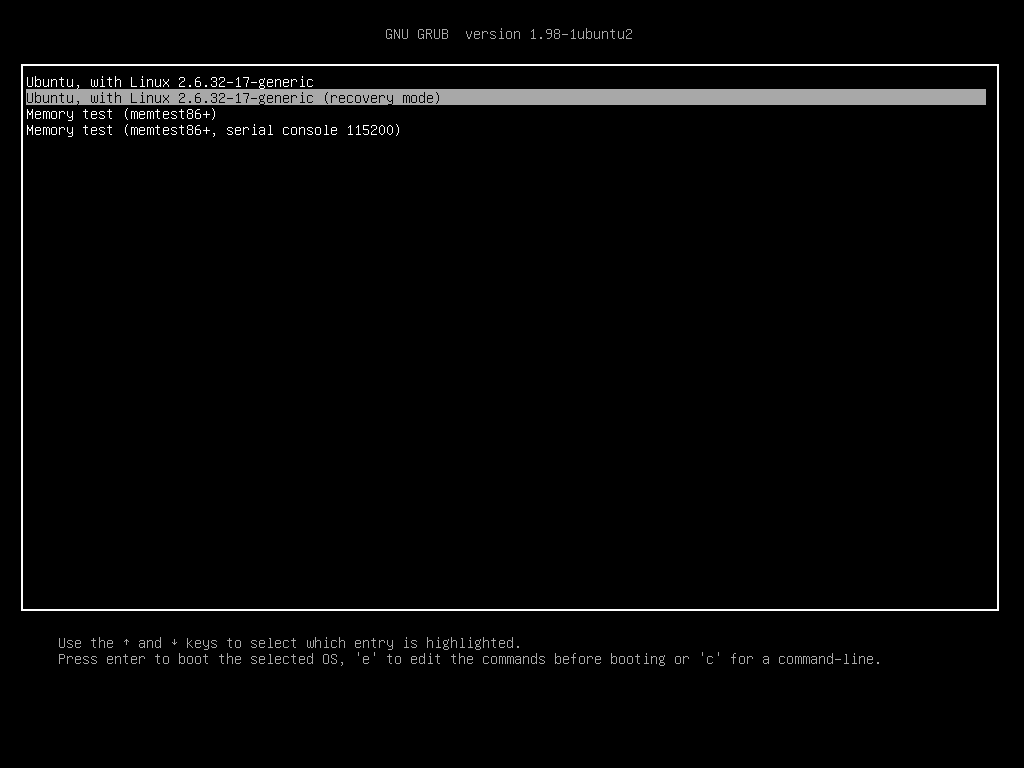 GNU GRUB  version 1.98-1ubuntu2
Ubuntu, with Linux 2.6.32-17-generic
Ubuntu, with Linux 2.6.32-17-generic (recovery mode)
Memory test (memtest86+)
Memory test (memtest86+, serial console 115200)
Use the ↑ and ↓ keys to select which entry is highlighted.
Press enter to boot the selected OS, 'e' to edit the commands before booting or 'c' for a command-line.